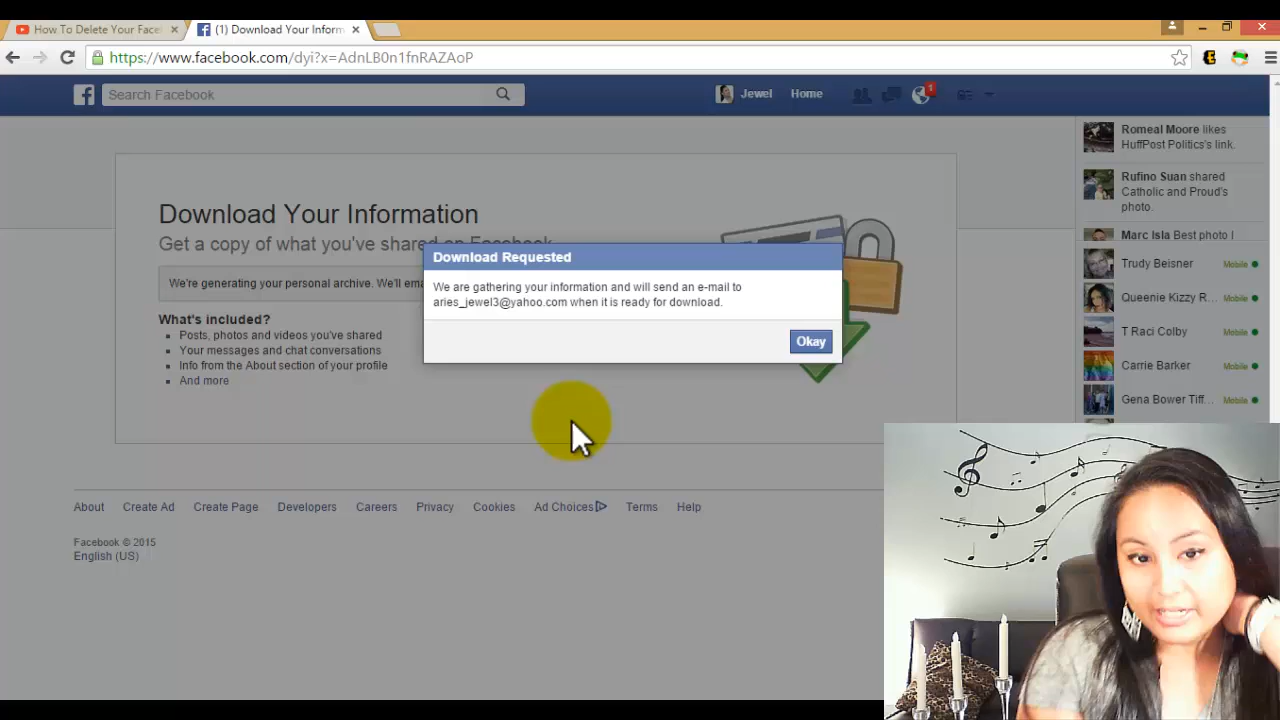 How To Delete Your Facel
(1) Download Your Inform
https://www.facebook.com/dyi?x=AdnLB0n1fnRAZAoP
Search Facebook
Jewel
Home
1
Download Your Information
Get a copy of what you've shared on Facebook
We're generating your personal archive. We'll ema
What's included?
Posts, photos and videos you've shared
Your messages and chat conversations
Info from the About section of your profile
And more
Download Requested
We are gathering your information and will send an e-mail to
aries_jewel3@yahoo.com when it is ready for download.
Okay
Romeal Moore likes
HuffPost Politics's link.
Rufino Suan shared
Catholic and Proud's
photo.
Marc Isla Best photo I
Trudy Beisner Mobile
Queenie Kizzy R... Mobile
T Raci Colby Mobile
Carrie Barker Mobile
Gena Bower Tiff... Mobile
About Create Ad Create Page Developers Careers Privacy Cookies Ad Choices Terms Help
Facebook © 2015
English (US)